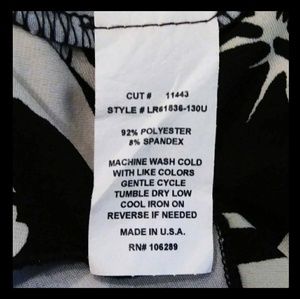 CUT # 11443
STYLE # LR61836-130U
92% POLYESTER
8% SPANDEX
MACHINE WASH COLD
WITH LIKE COLORS
GENTLE CYCLE
TUMBLE DRY LOW
COOL IRON ON
REVERSE IF NEEDED
MADE IN U.S.A.
RN# 106289